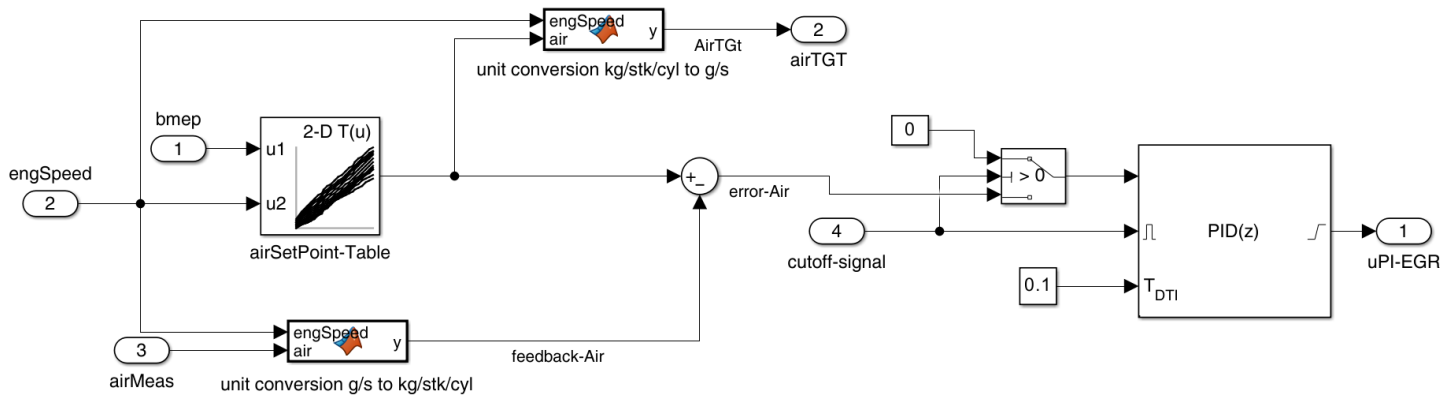 engSpeed
air
y
AirTGt
2
airTGT
unit conversion kg/stk/cyl to g/s
bmep
1
2-D T(u)
u1
u2
airSetPoint-Table
engSpeed
2
+
–
error-Air
0
> 0
4
cutoff-signal
0.1
PID(z)
TDTI
1
uPI-EGR
engSpeed
air
y
feedback-Air
3
airMeas
unit conversion g/s to kg/stk/cyl